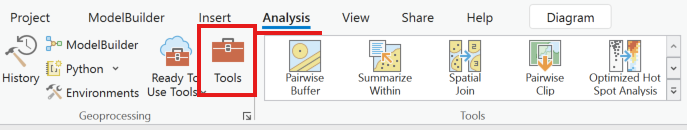 Project ModelBuilder Insert Analysis View Share Help Diagram
History
ModelBuilder
Python
Environments
Ready To
Use Tools
Tools
Geoprocessing
Pairwise
Buffer
Summarize
Within
Spatial
Join
Pairwise
Clip
Optimized Hot
Spot Analysis
Tools